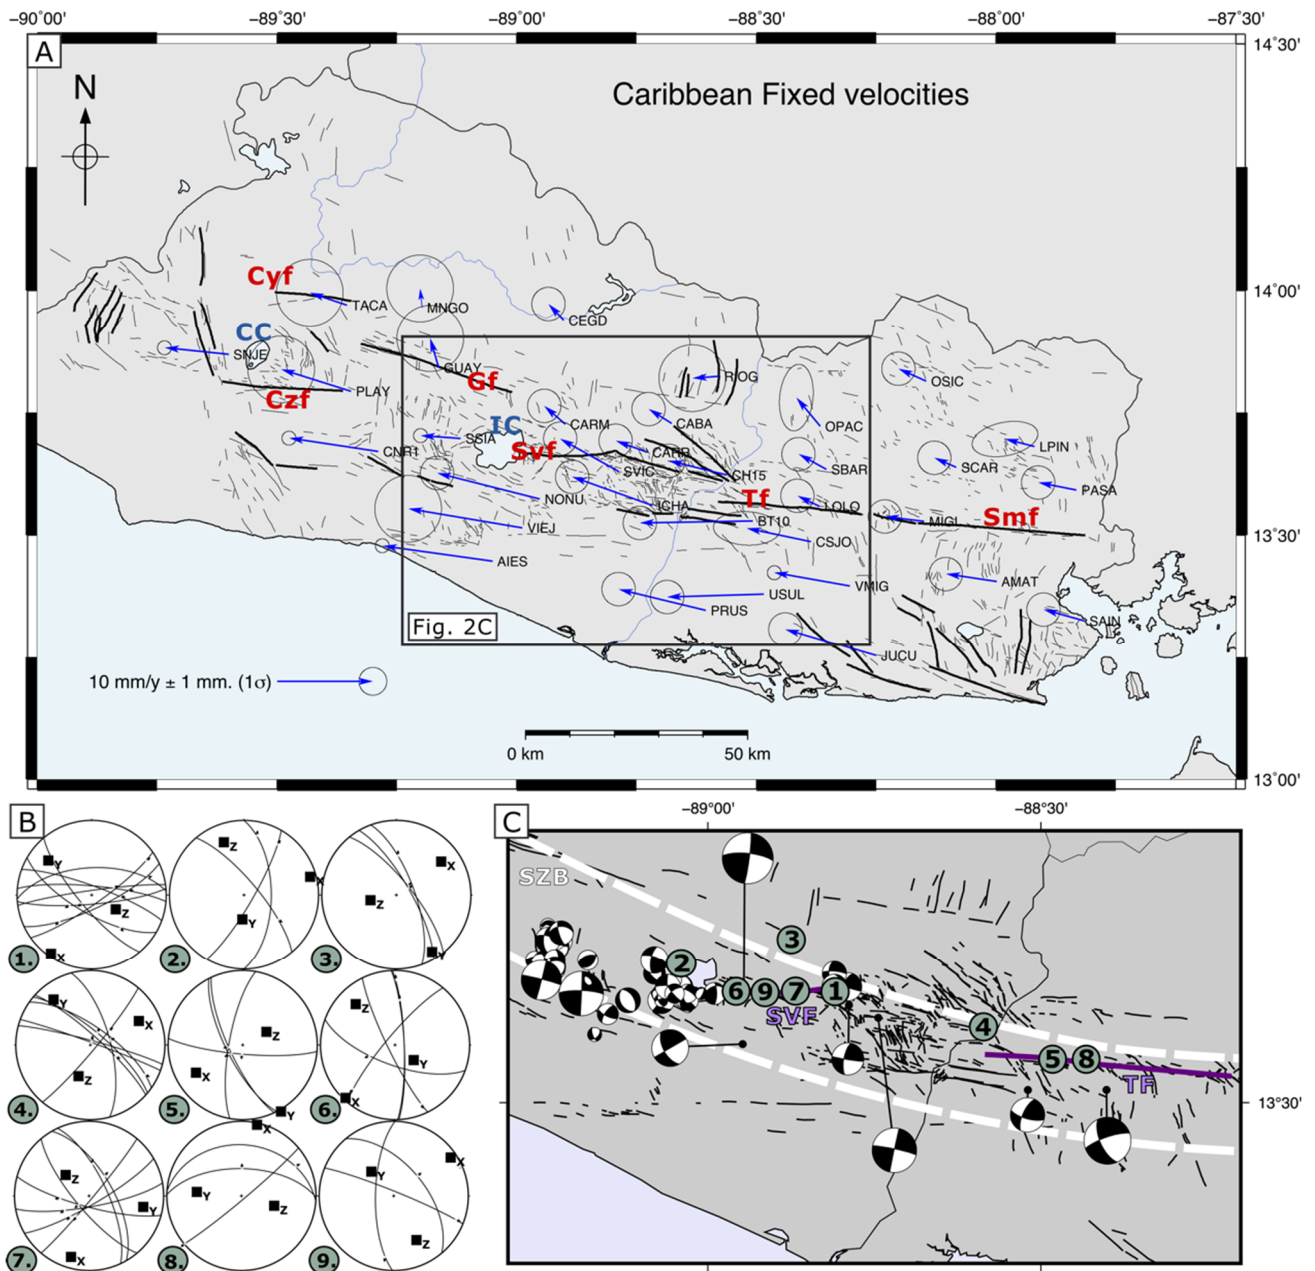 −90°00'
−89°30'
−89°00'
−88°30'
−88°00'
−87°30'
A
14°30'
N
Caribbean Fixed velocities
Cyf
TACA
MNGO
CEGD
14°00'
CC
SNJE
PLAY
Czf
GUAY
Gf
RIOG
OSIC
OPAC
CARM
CABA
IC
SSIA
CNR1
Svf
CARR
SVIC
CH15
SBAR
SCAR
LPIN
PASA
NONU
ICHA
Tf
LOLO
Smf
MIGL
VIEJ
BT10
CSJO
13°30'
AIES
VMIG
AMAT
USUL
PRUS
SAIN
Fig. 2C
JUCU
10 mm/y ± 1 mm. (1σ)
0 km
50 km
13°00'
B
Y
Z
X
1.
Z
X
Y
2.
X
Z
Y
3.
Y
X
Z
4.
Z
X
Y
5.
Z
Y
X
6.
Z
Y
X
7.
X
Y
Z
8.
X
Y
Z
9.
C
−89°00'
−88°30'
SZB
3
2
6
9
7
1
SVF
4
5
8
TF
13°30'